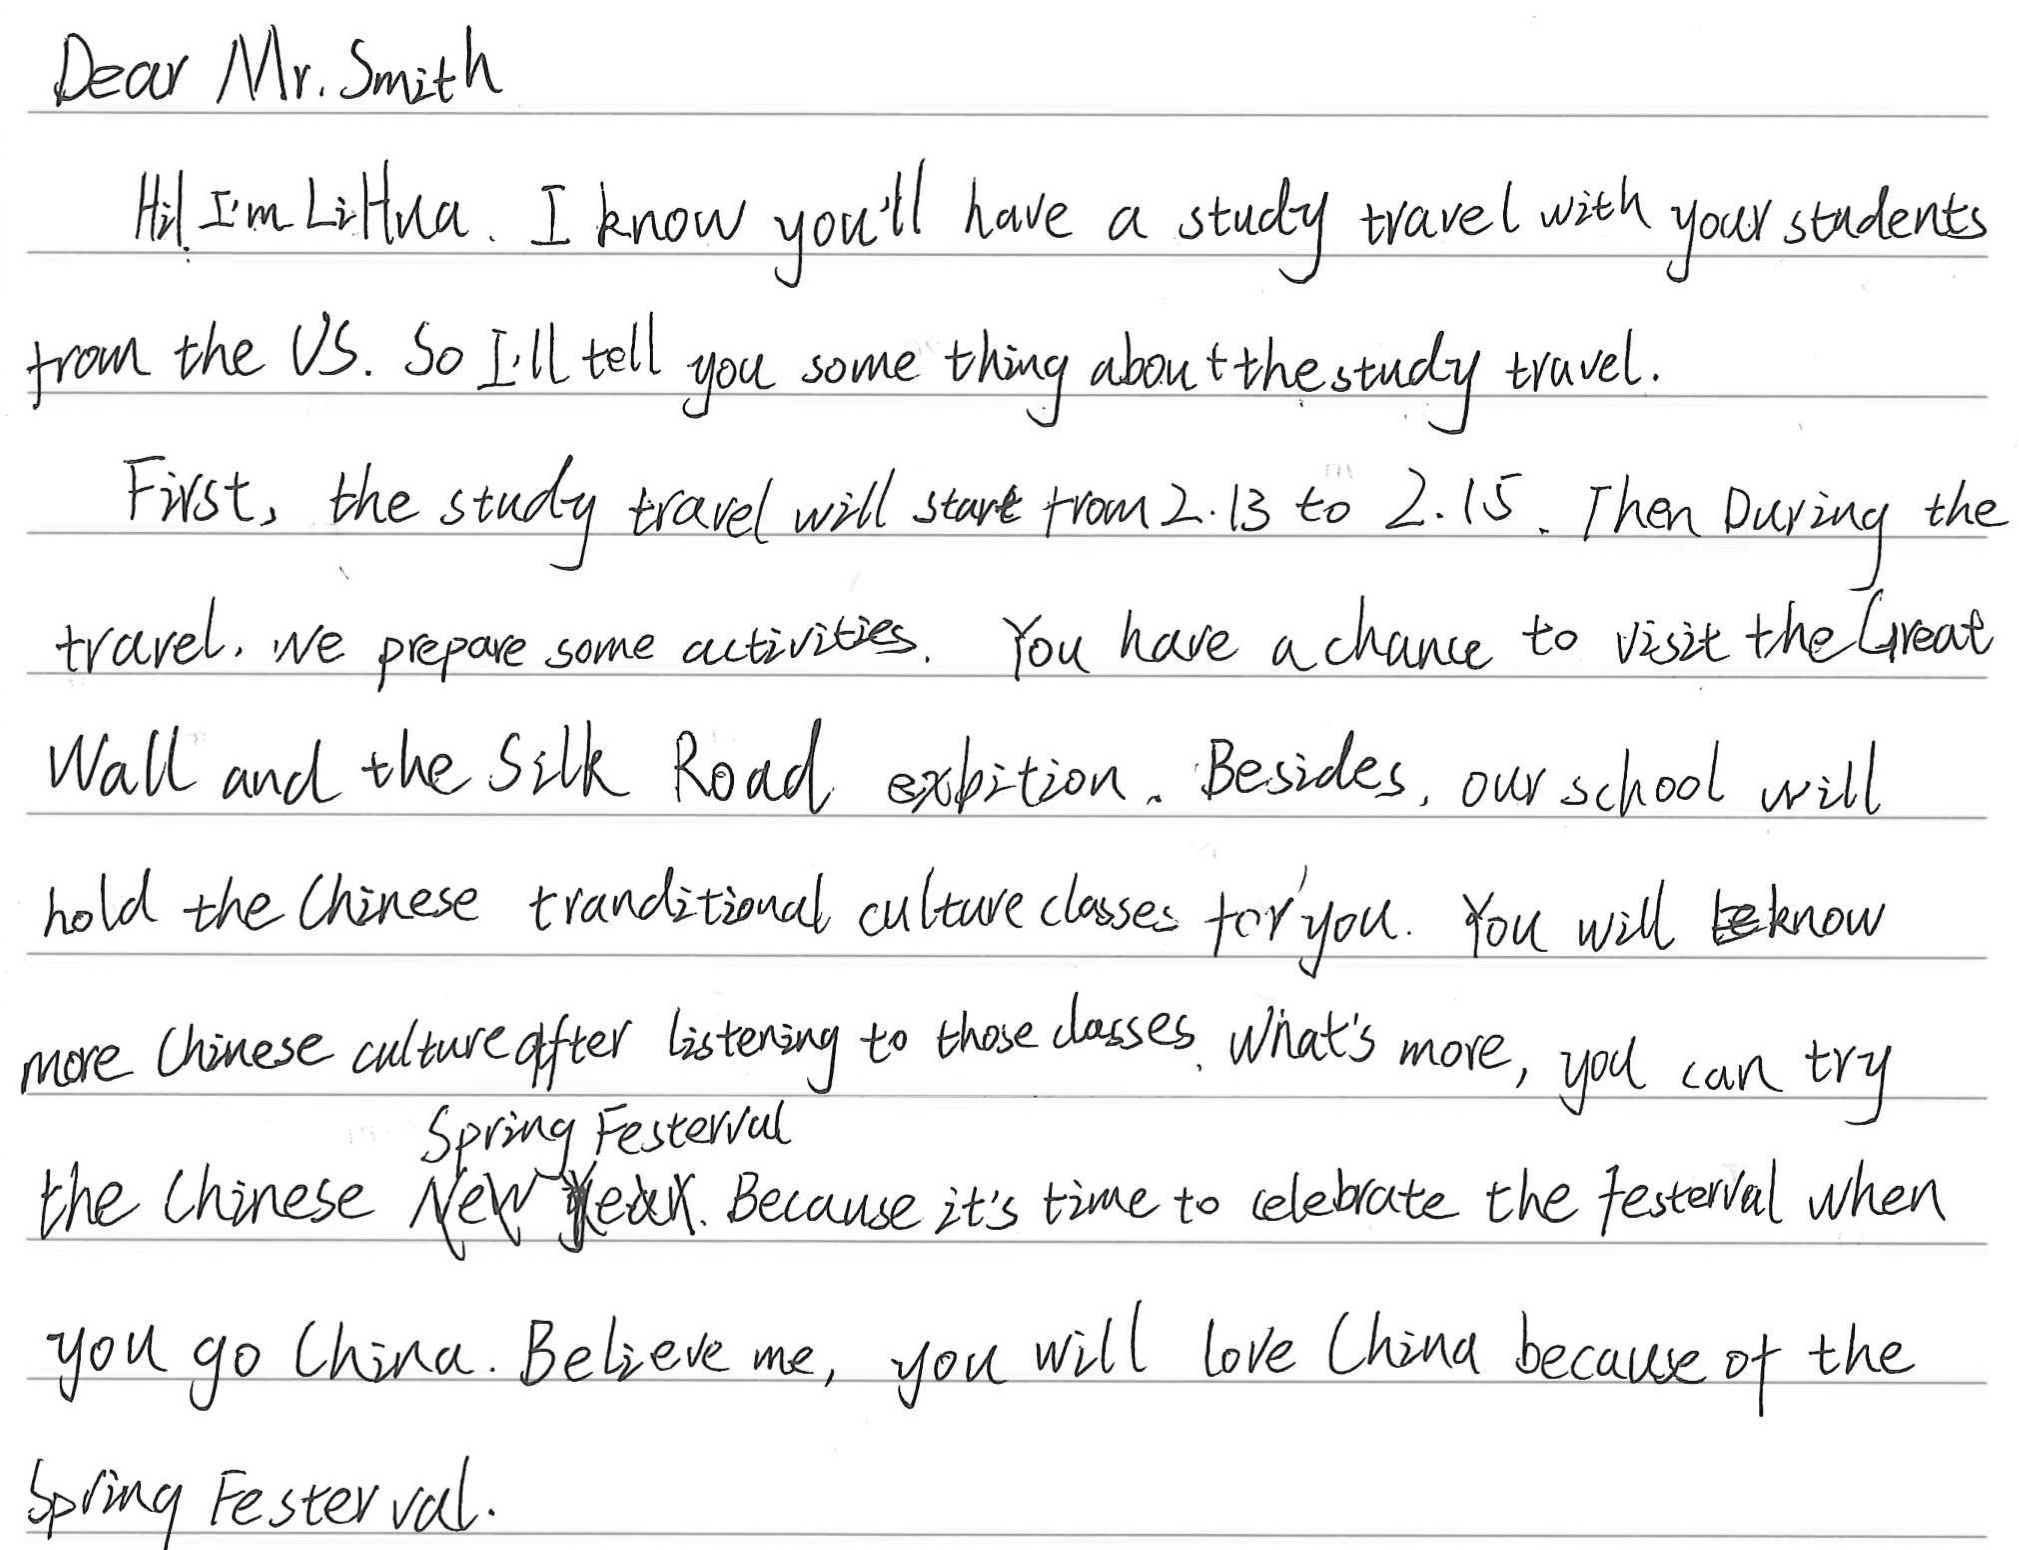 Dear Mr. Smith
Hi! I'm Li Hua. I know you'll have a study travel with your students
from the US. So I'll tell you some thing about the study travel.
First, the study travel will start from 2.13 to 2.15. Then During the
travel. We prepare some activities. You have a chance to visit the Great
Wall and the Silk Road exbition. Besides, our school will
hold the Chinese tranditional culture classes for you. You will know
more Chinese culture after listening to those classes. What's more, you can try
Spring Festerval
the Chinese New Year. Because it's time to celebrate the festerval when
you go China. Believe me, you will love China because of the
Spring Festerval.